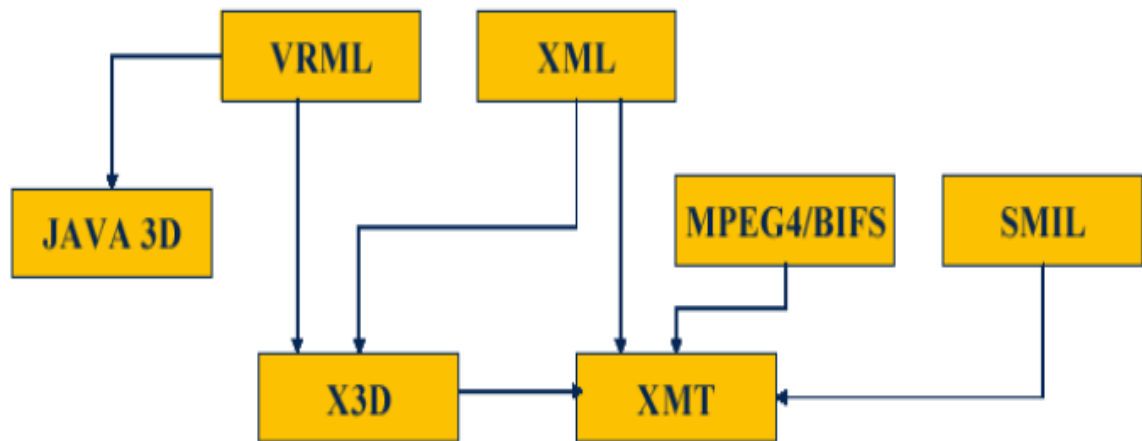 VRML
XML
JAVA 3D
MPEG4/BIFS
SMIL
X3D
XMT